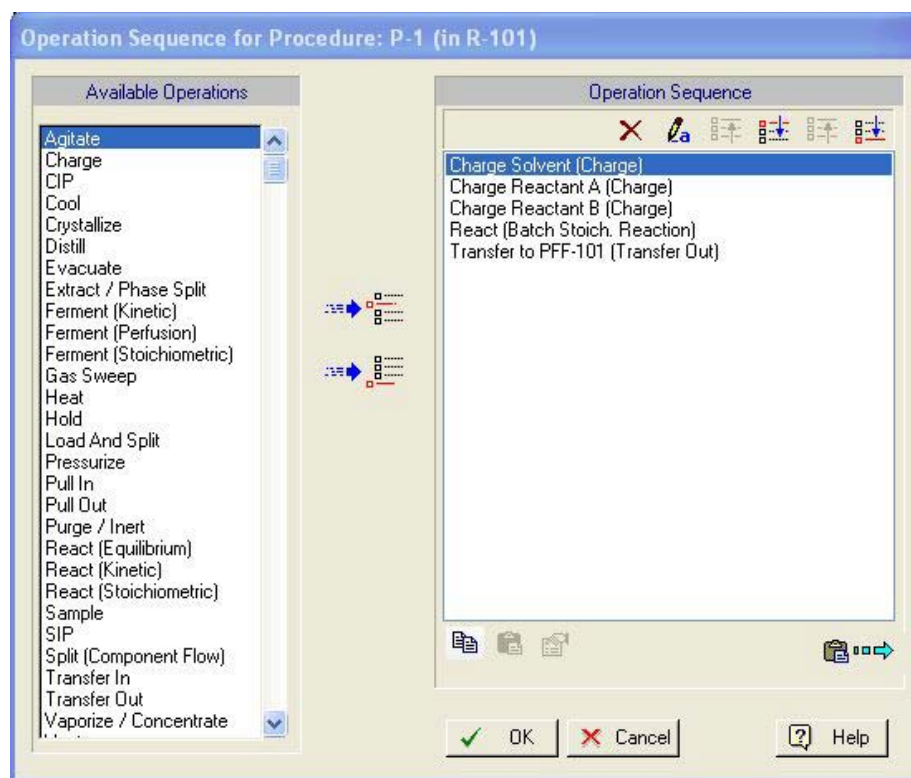 Operation Sequence for Procedure: P-1 (in R-101)
Available Operations
Agitate
Charge
CIP
Cool
Crystallize
Distill
Evacuate
Extract / Phase Split
Ferment (Kinetic)
Ferment (Perfusion)
Ferment (Stoichiometric)
Gas Sweep
Heat
Hold
Load And Split
Pressurize
Pull In
Pull Out
Purge / Inert
React (Equilibrium)
React (Kinetic)
React (Stoichiometric)
Sample
SIP
Split (Component Flow)
Transfer In
Transfer Out
Vaporize / Concentrate
Operation Sequence
Charge Solvent (Charge)
Charge Reactant A (Charge)
Charge Reactant B (Charge)
React (Batch Stoich. Reaction)
Transfer to PFF-101 (Transfer Out)
OK
Cancel
Help